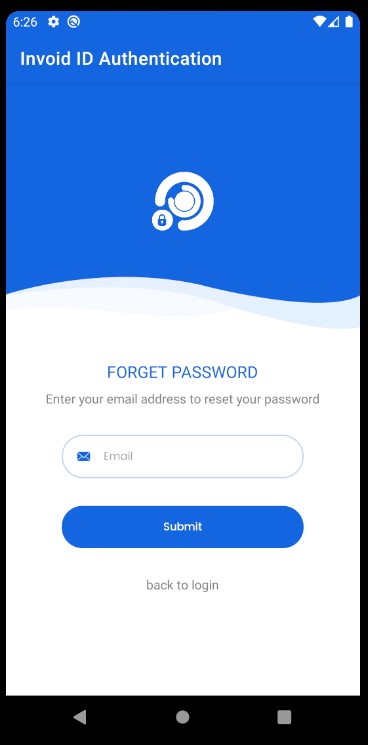 6:26
Invoid ID Authentication
FORGET PASSWORD
Enter your email address to reset your password
Email
Submit
back to login